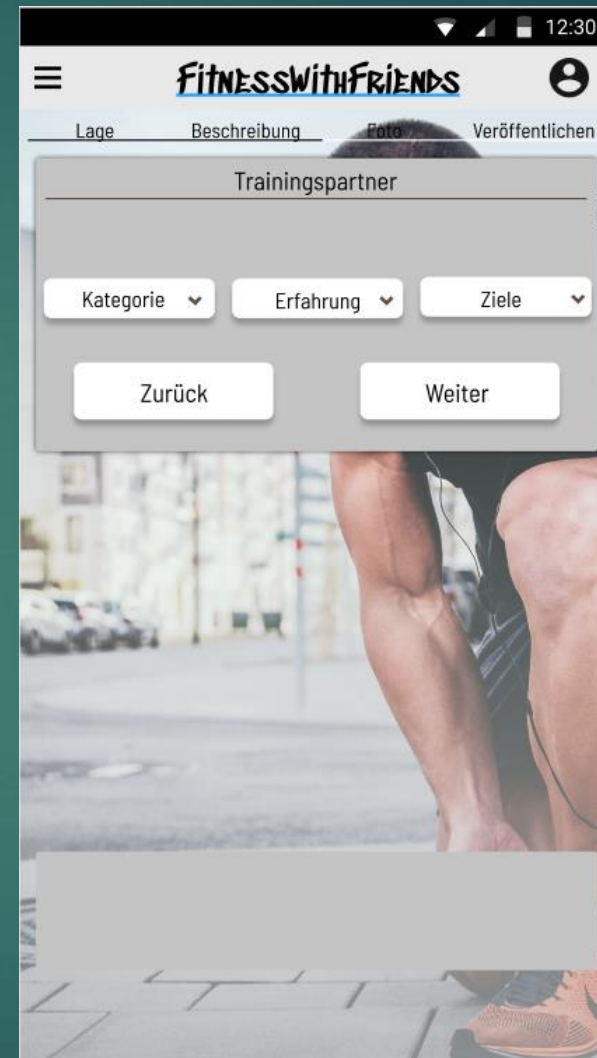 12:30
FitnessWithFriends
Lage Beschreibung Foto Veröffentlichen
Trainingspartner
Kategorie Erfahrung Ziele
Zurück Weiter